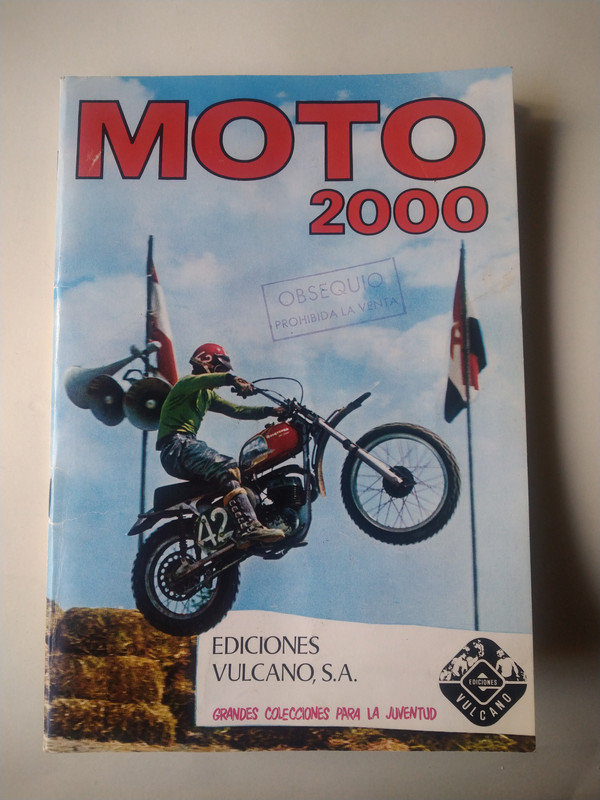 MOTO
2000
OBSEQUIO
PROHIBIDA LA VENTA
42
EDICIONES
VULCANO, S.A.
GRANDES COLECCIONES PARA LA JUVENTUD
EDICIONES
VULCANO